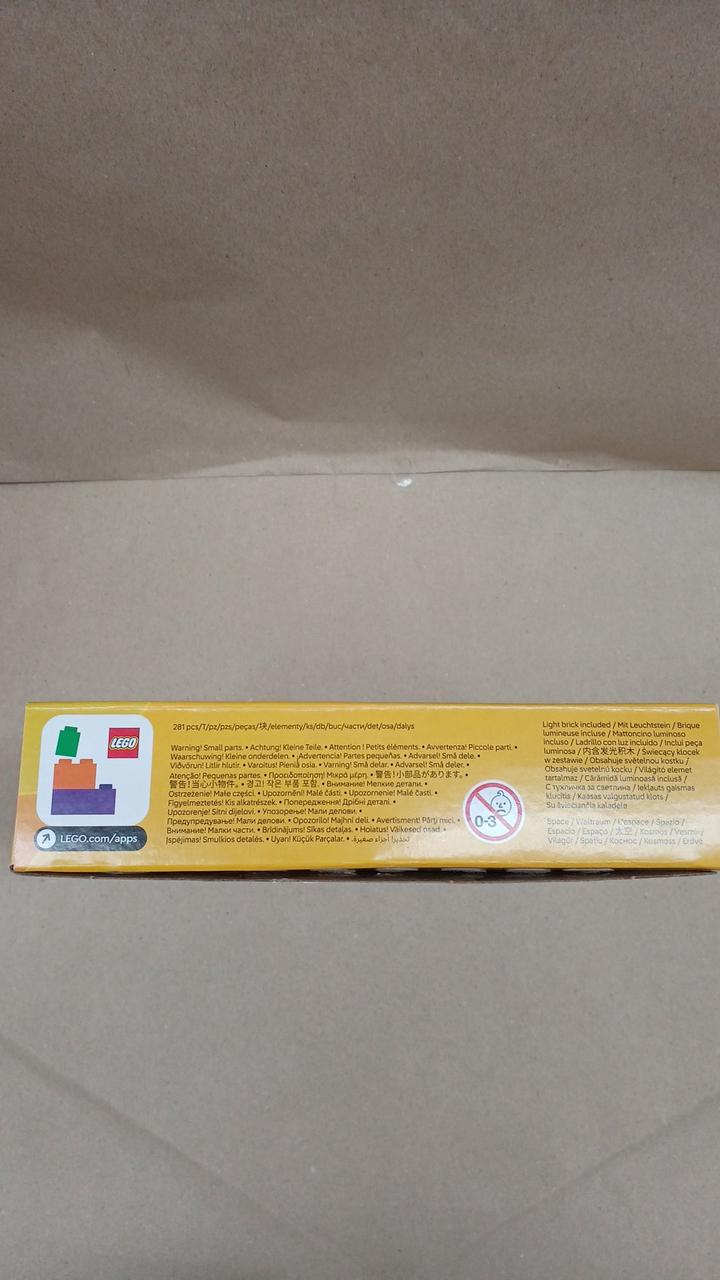 LEGO
LEGO.com/apps
281 pcs/T/pz/pzs/peças/块/elementy/ks/db/buc/части/det/osa/dalys
Warning! Small parts. • Achtung! Kleine Teile. • Attention ! Petits éléments. • Avvertenza! Piccole parti. •
Waarschuwing! Kleine onderdelen. • ¡Advertencia! Partes pequeñas. • Advarsel! Små dele. •
Viðvörun! Litlir hlutir. • Varoitus! Pieniä osia. • Varning! Små delar. • Advarsel! Små deler. •
Atenção! Pequenas partes. • Προειδοποίηση! Μικρά μέρη. • 警告!小部品があります。 •
警告!当心小物件。 • 경고! 작은 부품 포함. • Внимание! Мелкие детали. •
Ostrzeżenie! Małe części. • Upozornění! Malé části. • Upozornenie! Malé časti. •
Figyelmeztetés! Kis alkatrészek. • Попередження! Дрібні деталі. •
Upozorenje! Sitni dijelovi. • Упозорење! Мали делови. •
Предупредување! Мали делови. • Opozorilo! Majhni deli. • Avertisment! Părți mici. •
Внимание! Малки части. • Brīdinājums! Sīkas detaļas. • Hoiatus! Väikesed osad. •
Įspėjimas! Smulkios detalės. • Uyarı! Küçük Parçalar. • تحذير! أجزاء صغيرة.
0-3
Light brick included / Mit Leuchtstein / Brique
lumineuse incluse / Mattoncino luminoso
incluso / Ladrillo con luz incluido / Inclui peça
luminosa / 内含发光积木 / Świecący klocek
w zestawie / Obsahuje světelnou kostku /
Obsahuje svetelnú kocku / Világító elemet
tartalmaz / Cărămidă luminoasă inclusă /
С тухличка за светлина / Iekļauts gaismas
klucītis / Kaasas valgustatud klots /
Su šviečiančia kaladėle
Space / Weltraum / L'espace / Spazio /
Espacio / Espaço / 太空 / Kosmos / Vesmír /
Világűr / Spațiu / Космос / Kosmoss / Erdvė